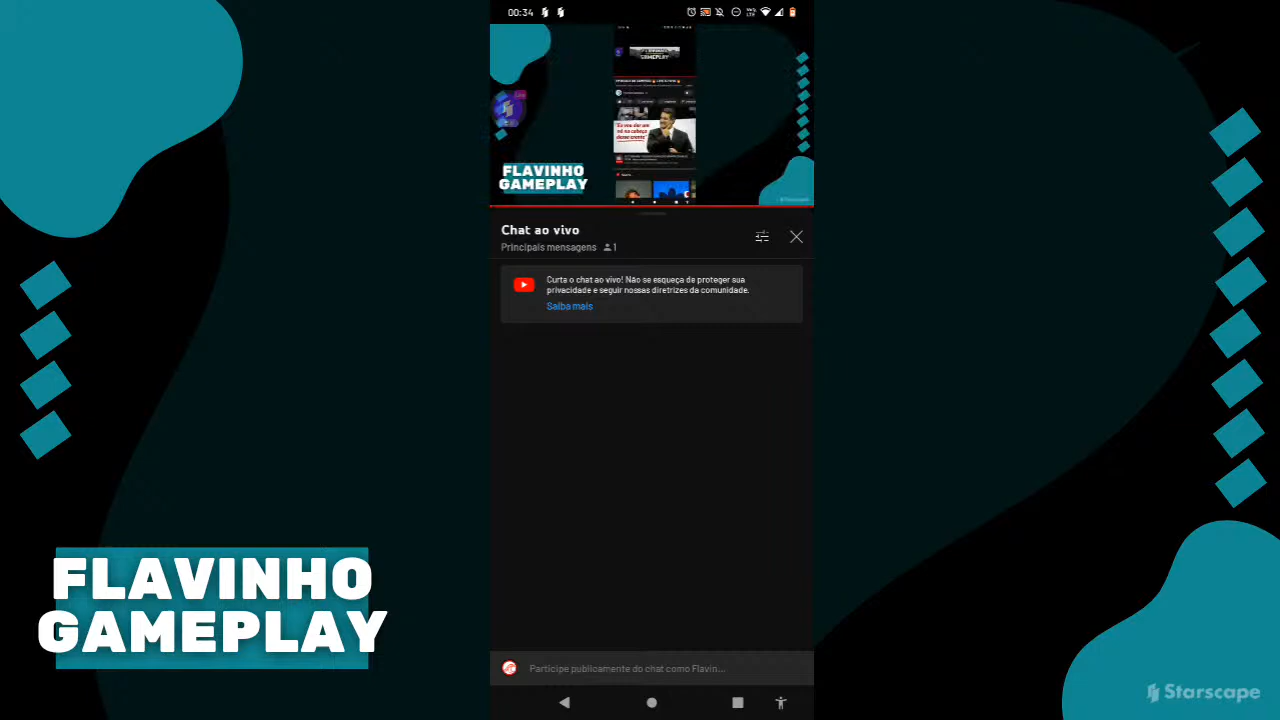 00:34
VoLTE
FLAVINHO
GAMEPLAY
Chat ao vivo
Principais mensagens 1
Curta o chat ao vivo! Não se esqueça de proteger sua
privacidade e seguir nossas diretrizes da comunidade.
Saiba mais
Participe publicamente do chat como Flavin...
FLAVINHO
GAMEPLAY
Starscape